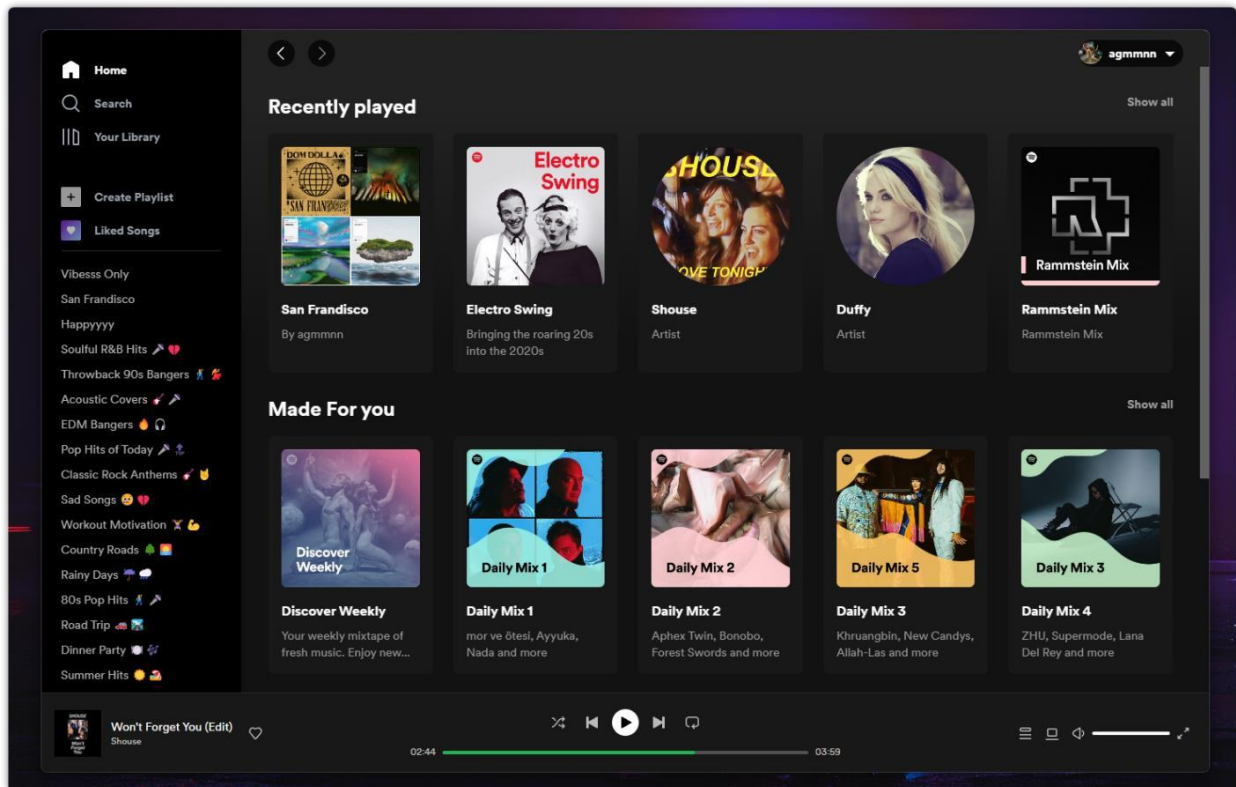 Home
Search
Your Library
Create Playlist
Liked Songs
Vibesss Only
San Frandisco
Happyyyy
Soulful R&B Hits 🎤 💔
Throwback 90s Bangers 🕺 💃
Acoustic Covers 🎸 🎤
EDM Bangers 🔥 🎧
Pop Hits of Today 🎤
Classic Rock Anthems 🎸 🤘
Sad Songs 😢 💔
Workout Motivation 🏋️ 💪
Country Roads 🌳 🌅
Rainy Days ☔ 🌧️
80s Pop Hits 🕺 🎤
Road Trip 🚗 🛣️
Dinner Party 🍽️ 🎶
Summer Hits ☀️ 🏖️
agmmnn
Recently played
Show all
DOM DOLLA
SAN FRAN
Electro
Swing
SHOUSE
LOVE TONIGHT
Rammstein Mix
San Frandisco
By agmmnn
Electro Swing
Bringing the roaring 20s
into the 2020s
Shouse
Artist
Duffy
Artist
Rammstein Mix
Rammstein Mix
Made For you
Show all
Discover
Weekly
Daily Mix 1
Daily Mix 2
Daily Mix 5
Daily Mix 3
Discover Weekly
Your weekly mixtape of
fresh music. Enjoy new...
Daily Mix 1
mor ve ötesi, Ayyuka,
Nada and more
Daily Mix 2
Aphex Twin, Bonobo,
Forest Swords and more
Daily Mix 3
Khruangbin, New Candys,
Allah-Las and more
Daily Mix 4
ZHU, Supermode, Lana
Del Rey and more
SHOUSE
Won't
Forget
You
Won't Forget You (Edit)
Shouse
02:44
03:59